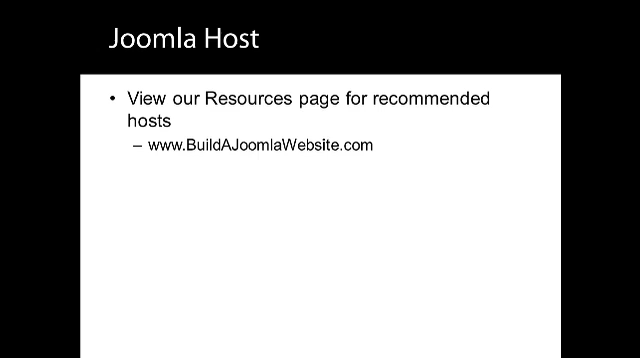 Joomla Host
• View our Resources page for recommended
hosts
– www.BuildAJoomlaWebsite.com